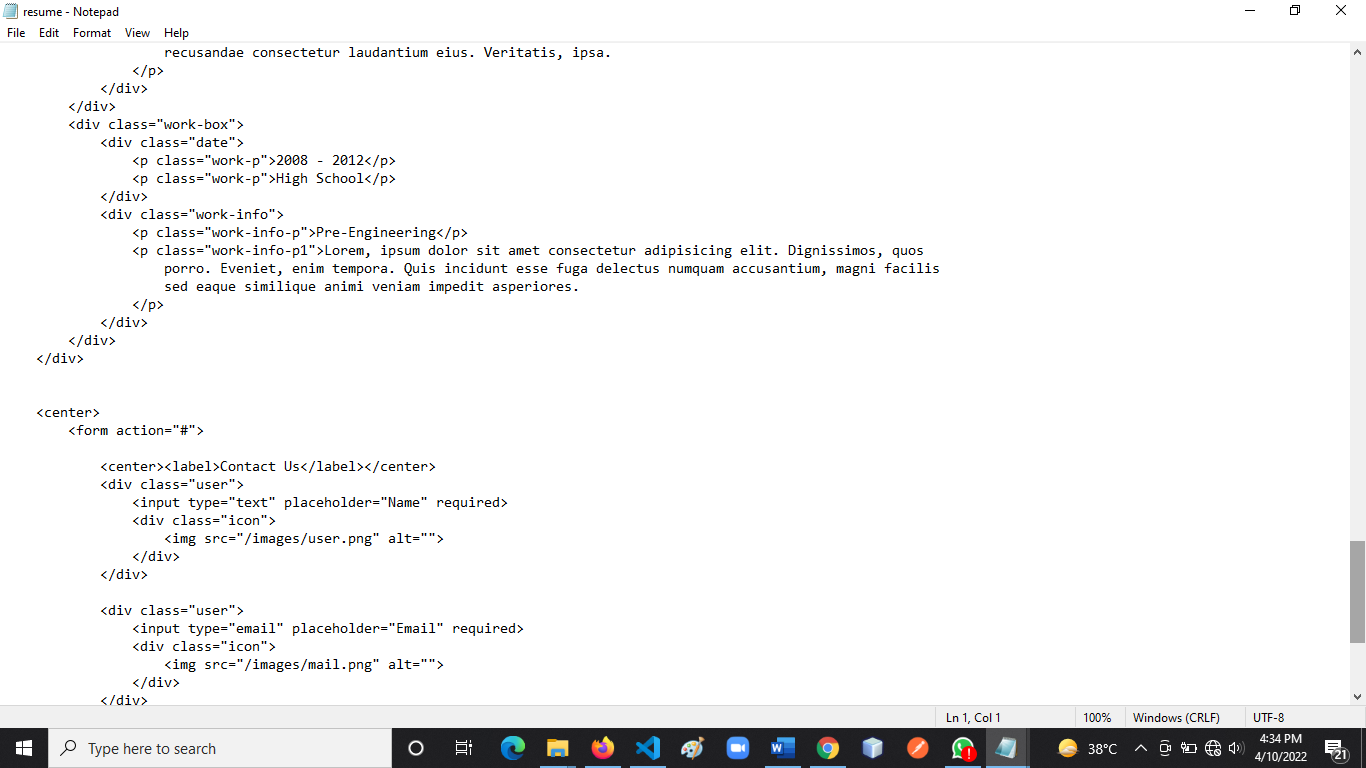 resume - Notepad
File Edit Format View Help
recusandae consectetur laudantium eius. Veritatis, ipsa.
</p>
</div>
</div>
<div class="work-box">
<div class="date">
<p class="work-p">2008 - 2012</p>
<p class="work-p">High School</p>
</div>
<div class="work-info">
<p class="work-info-p">Pre-Engineering</p>
<p class="work-info-p1">Lorem, ipsum dolor sit amet consectetur adipisicing elit. Dignissimos, quos
porro. Eveniet, enim tempora. Quis incidunt esse fuga delectus numquam accusantium, magni facilis
sed eaque similique animi veniam impedit asperiores.
</p>
</div>
</div>
</div>
<center>
<form action="#">
<center><label>Contact Us</label></center>
<div class="user">
<input type="text" placeholder="Name" required>
<div class="icon">
<img src="/images/user.png" alt="">
</div>
</div>
<div class="user">
<input type="email" placeholder="Email" required>
<div class="icon">
<img src="/images/mail.png" alt="">
</div>
</div>
Ln 1, Col 1 100% Windows (CRLF) UTF-8
Type here to search
W
38°C
4:34 PM
4/10/2022
21